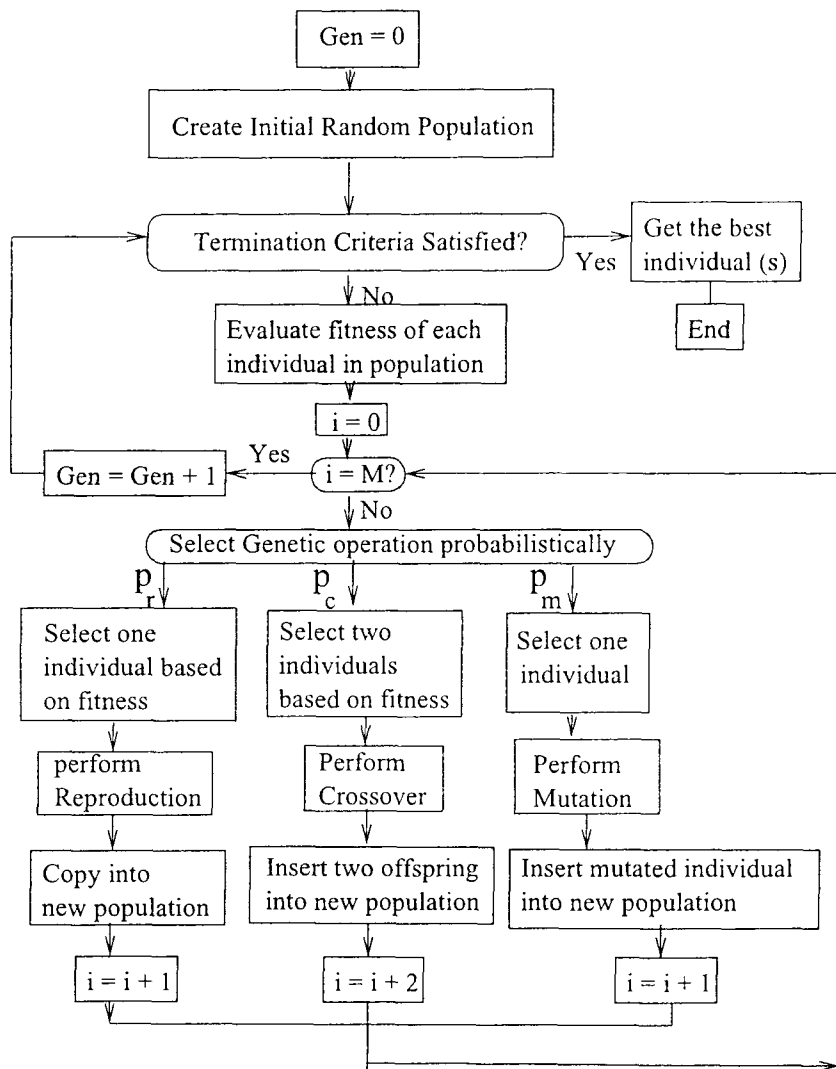 Gen = 0
Create Initial Random Population
Termination Criteria Satisfied?
Yes
Get the best
individual (s)
End
No
Evaluate fitness of each
individual in population
i = 0
i = M?
Yes
Gen = Gen + 1
No
Select Genetic operation probabilistically
p_r
p_c
p_m
Select one
individual based
on fitness
Select two
individuals
based on fitness
Select one
individual
perform
Reproduction
Perform
Crossover
Perform
Mutation
Copy into
new population
Insert two offspring
into new population
Insert mutated individual
into new population
i = i + 1
i = i + 2
i = i + 1